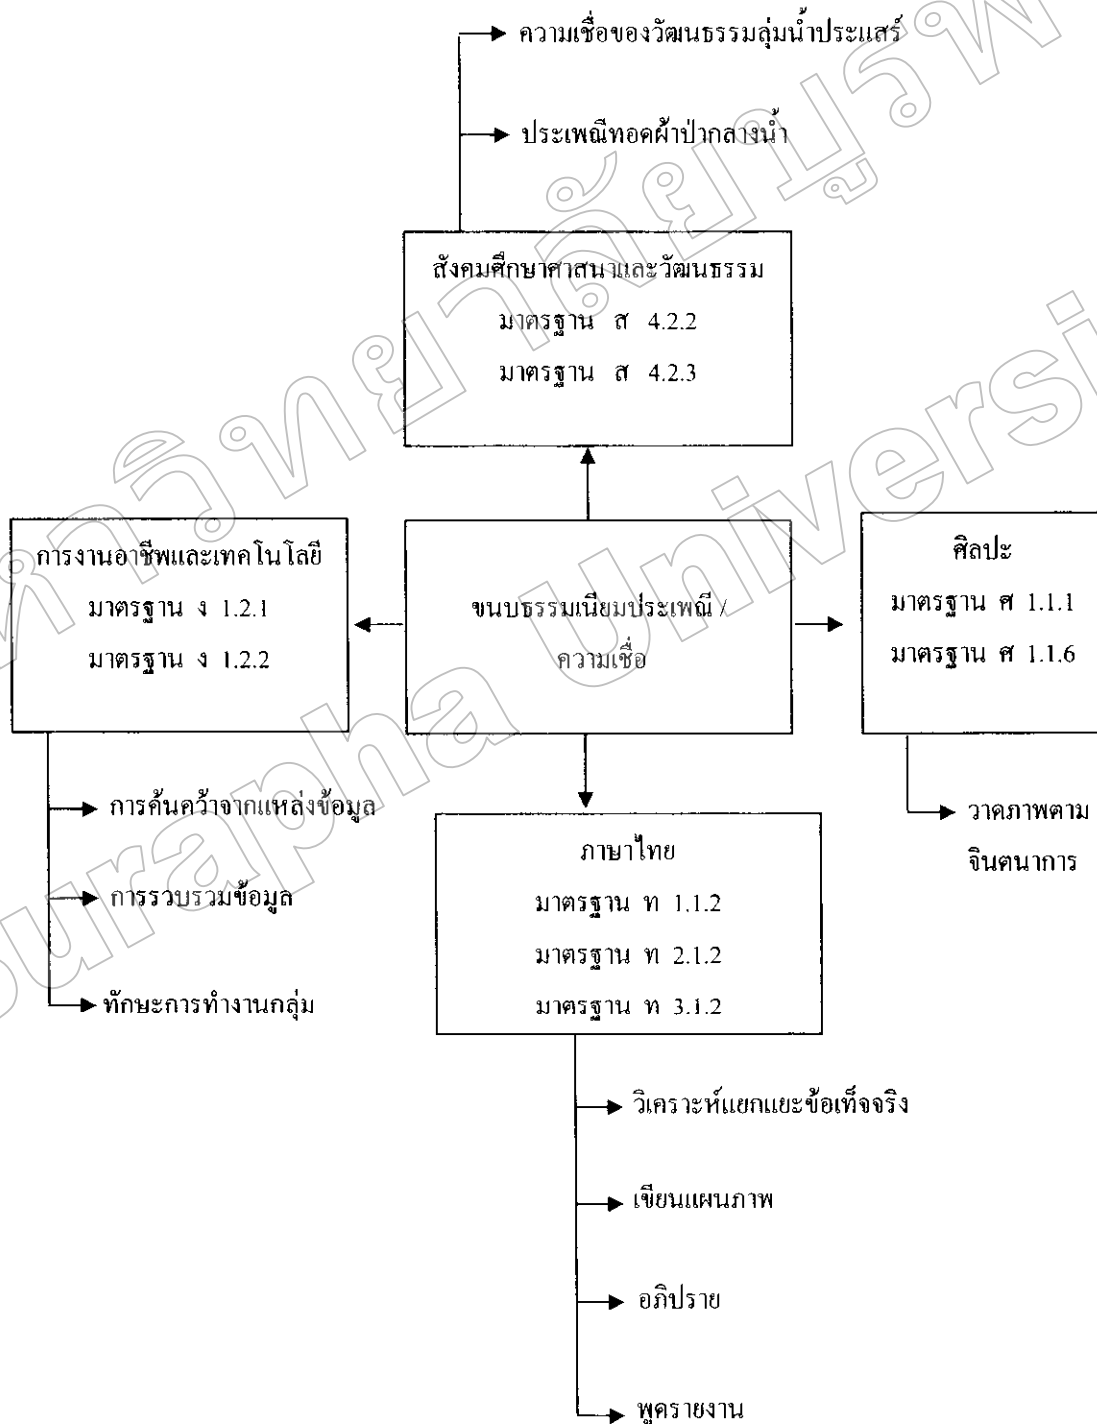 ความเชื่อของวัฒนธรรมลุ่มน้ำประแสร์
ประเพณีทอดผ้าป่ากลางน้ำ
สังคมศึกษาศาสนาและวัฒนธรรม
มาตรฐาน ส 4.2.2
มาตรฐาน ส 4.2.3
การงานอาชีพและเทคโนโลยี
มาตรฐาน ง 1.2.1
มาตรฐาน ง 1.2.2
ขนบธรรมเนียมประเพณี /
ความเชื่อ
ศิลปะ
มาตรฐาน ศ 1.1.1
มาตรฐาน ศ 1.1.6
การค้นคว้าจากแหล่งข้อมูล
การรวบรวมข้อมูล
ทักษะการทำงานกลุ่ม
วาดภาพตาม
จินตนาการ
ภาษาไทย
มาตรฐาน ท 1.1.2
มาตรฐาน ท 2.1.2
มาตรฐาน ท 3.1.2
วิเคราะห์แยกแยะข้อเท็จจริง
เขียนแผนภาพ
อภิปราย
พูดรายงาน